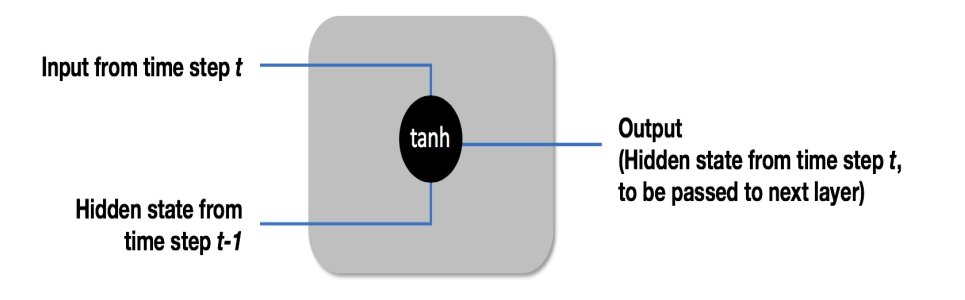 Input from time step t
tanh
Output
(Hidden state from time step t,
to be passed to next layer)
Hidden state from
time step t-1